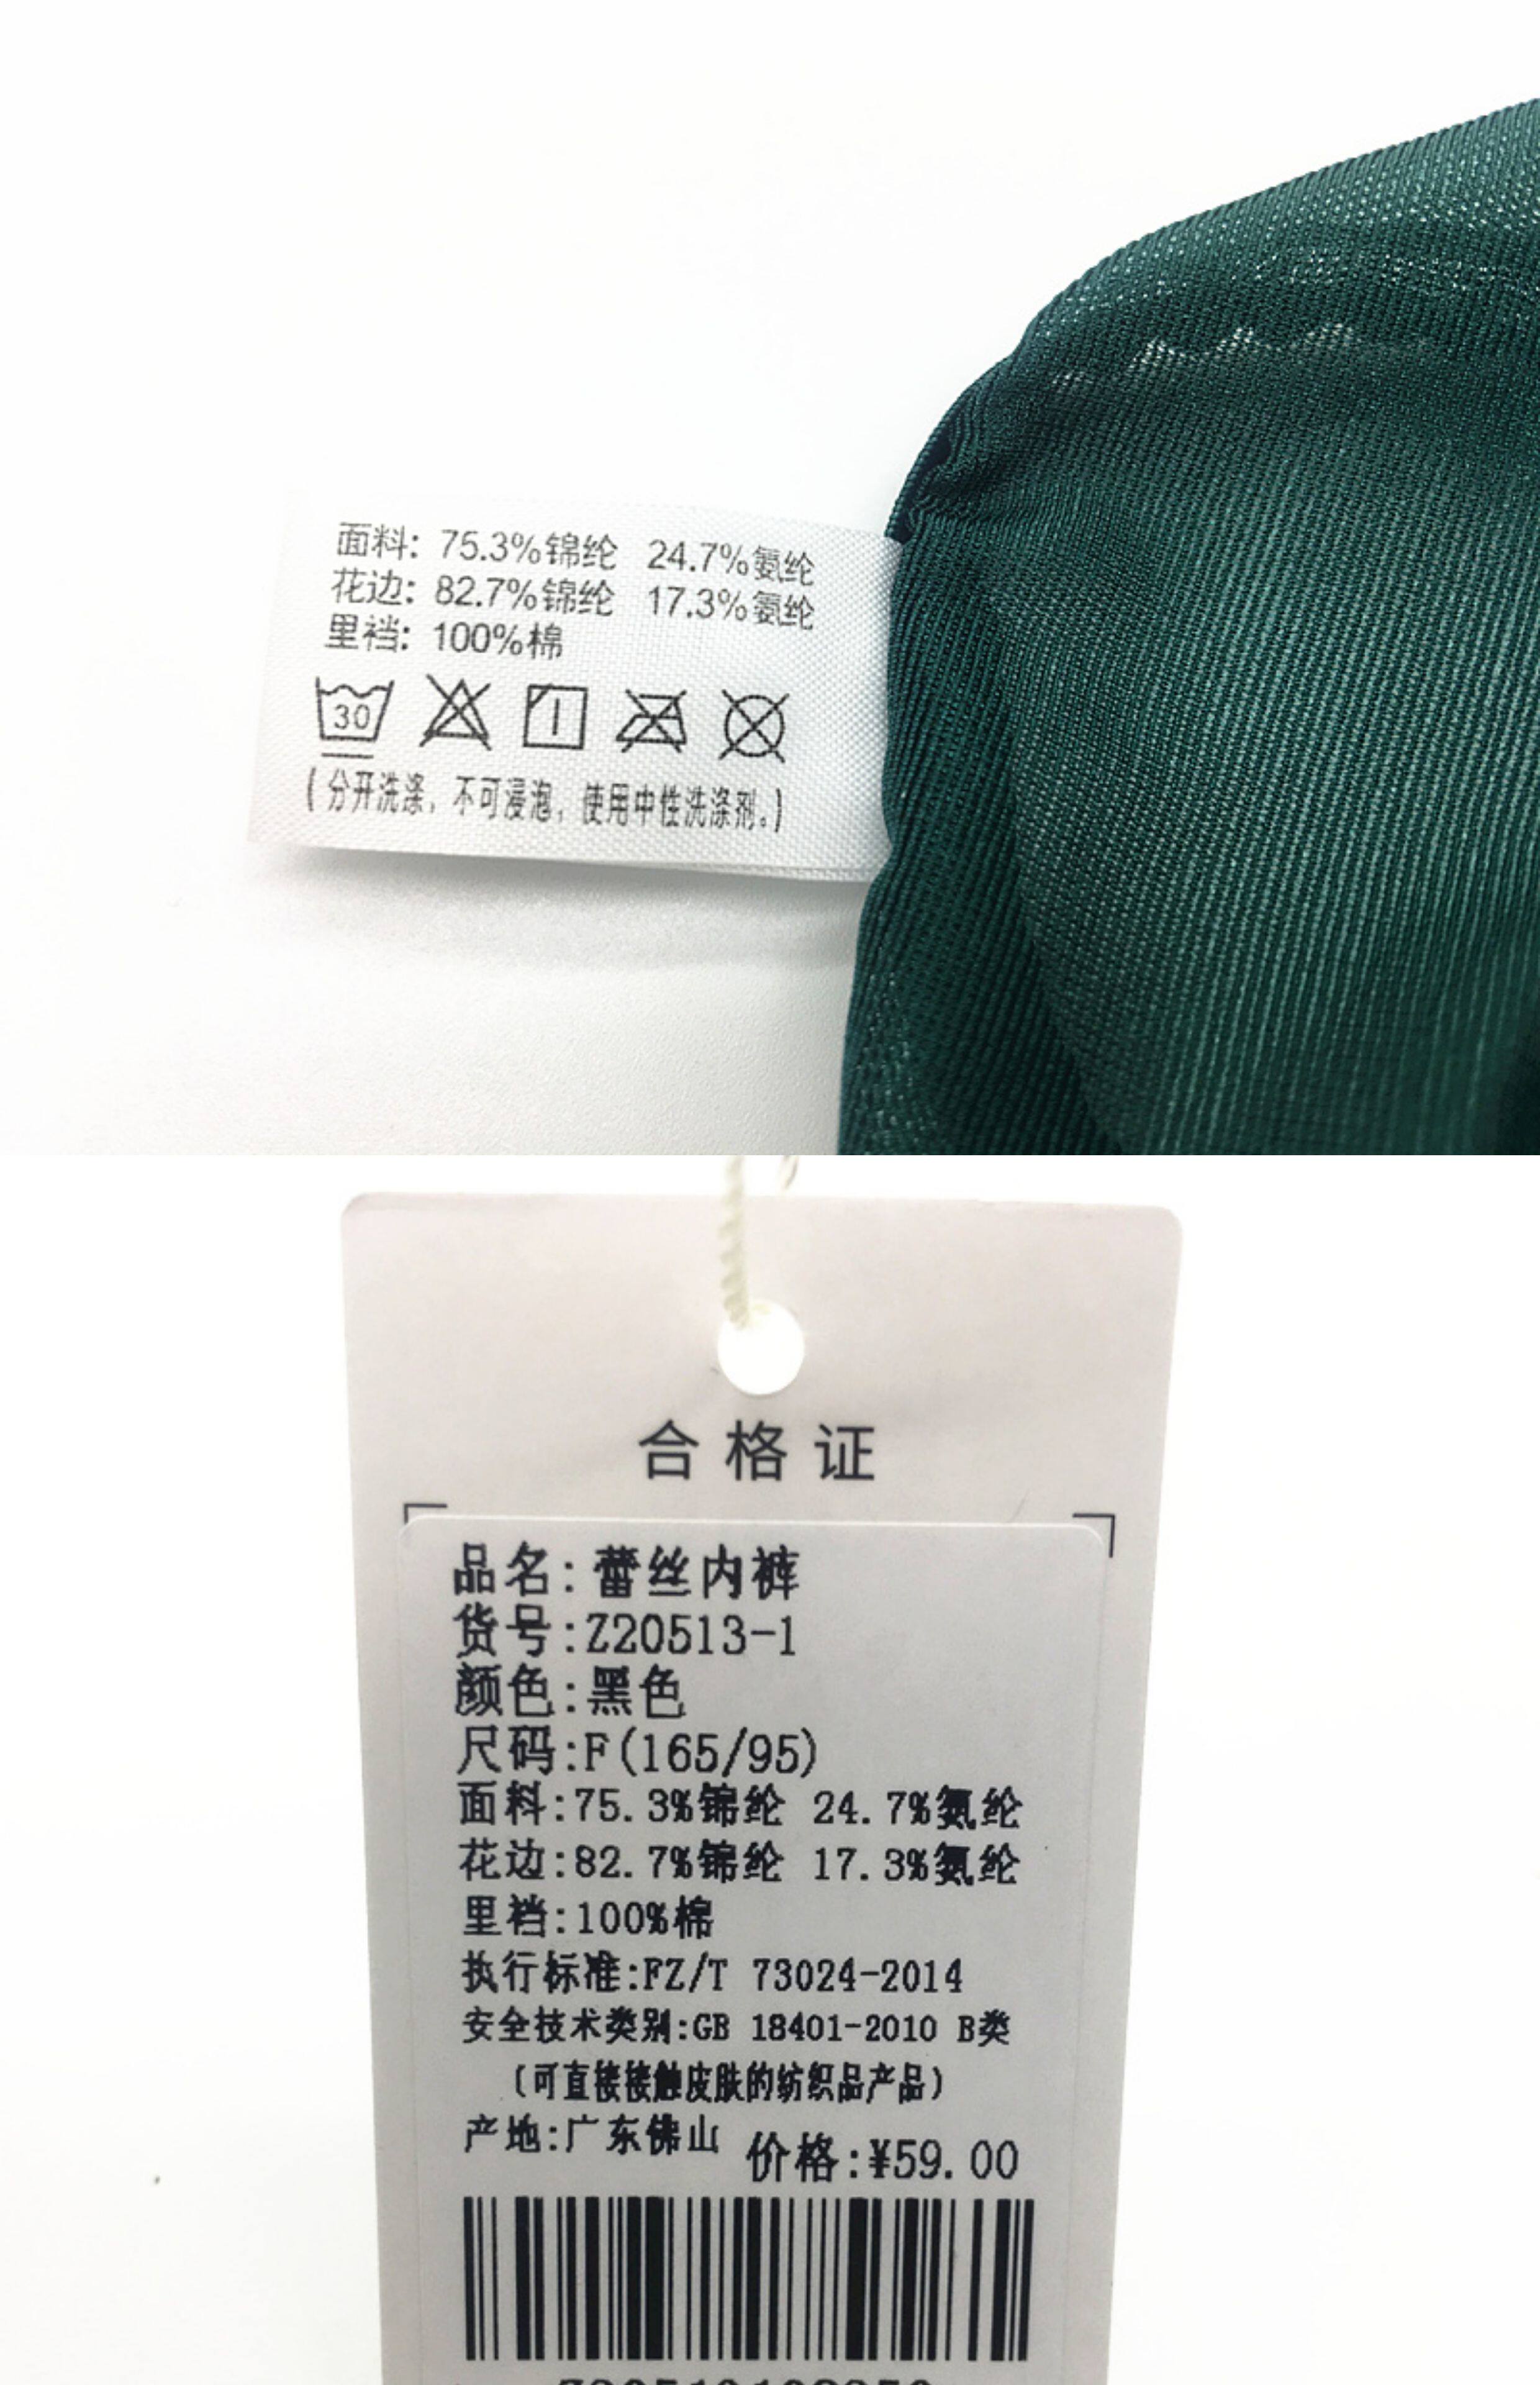 面料: 75.3%锦纶 24.7%氨纶
花边: 82.7%锦纶 17.3%氨纶
里裆: 100%棉
30
(分开洗涤, 不可浸泡, 使用中性洗涤剂。)
合格证
品名:蕾丝内裤
货号:Z20513-1
颜色:黑色
尺码:F(165/95)
面料:75.3%锦纶 24.7%氨纶
花边:82.7%锦纶 17.3%氨纶
里裆:100%棉
执行标准:FZ/T 73024-2014
安全技术类别:GB 18401-2010 B类
(可直接接触皮肤的纺织品产品)
产地:广东佛山 价格:¥59.00